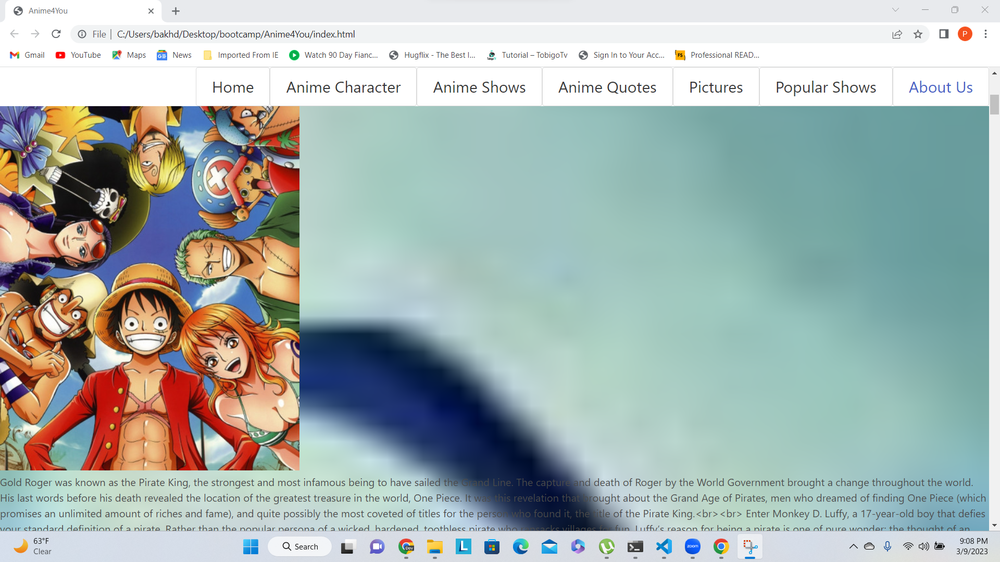 Anime4You
File
C:/Users/bakhd/Desktop/bootcamp/Anime4You/index.html
P
Gmail
YouTube
Maps
News
Imported From IE
Watch 90 Day Fianc...
Hugflix - The Best I...
Tutorial – TobigoTv
Sign In to Your Acc...
FS
Professional READ...
Home
Anime Character
Anime Shows
Anime Quotes
Pictures
Popular Shows
About Us
Gold Roger was known as the Pirate King, the strongest and most infamous being to have sailed the Grand Line. The capture and death of Roger by the World Government brought a change throughout the world.
His last words before his death revealed the location of the greatest treasure in the world, One Piece. It was this revelation that brought about the Grand Age of Pirates, men who dreamed of finding One Piece (which
promises an unlimited amount of riches and fame), and quite possibly the most coveted of titles for the person who found it, the title of the Pirate King.<br><br> Enter Monkey D. Luffy, a 17-year-old boy that defies
your standard definition of a pirate. Rather than the popular persona of a wicked, hardened, toothless pirate who ransacks villages for fun, Luffy's reason for being a pirate is one of pure wonder: the thought of an
63°F
Clear
Search
Dev
L
zoom
9:08 PM
3/9/2023